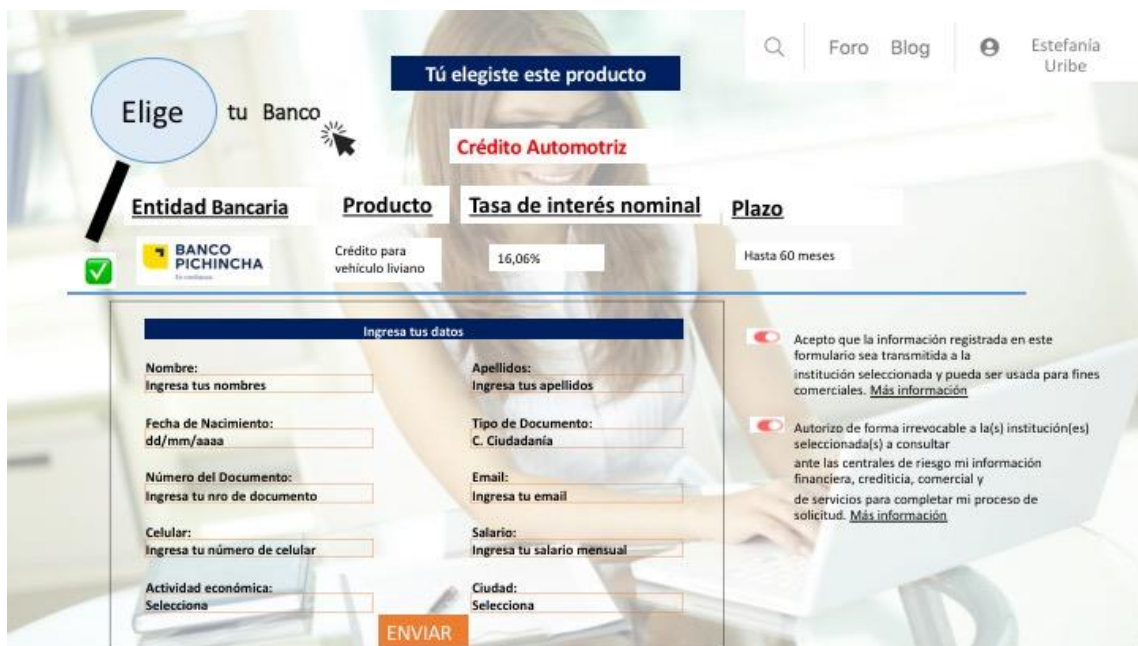 Foro Blog
Estefanía
Uribe
Tú elegiste este producto
Elige tu Banco
Crédito Automotriz
Entidad Bancaria Producto Tasa de interés nominal Plazo
BANCO
PICHINCHA
Crédito para
vehículo liviano
16,06%
Hasta 60 meses
Ingresa tus datos
Nombre:
Ingresa tus nombres
Apellidos:
Ingresa tus apellidos
Fecha de Nacimiento:
dd/mm/aaaa
Tipo de Documento:
C. Ciudadanía
Número del Documento:
Ingresa tu nro de documento
Email:
Ingresa tu email
Celular:
Ingresa tu número de celular
Salario:
Ingresa tu salario mensual
Actividad económica:
Selecciona
Ciudad:
Selecciona
ENVIAR
Acepto que la información registrada en este
formulario sea transmitida a la
institución seleccionada y pueda ser usada para fines
comerciales. Más información
Autorizo de forma irrevocable a la(s) institución(es)
seleccionada(s) a consultar
ante las centrales de riesgo mi información
financiera, crediticia, comercial y
de servicios para completar mi proceso de
solicitud. Más información